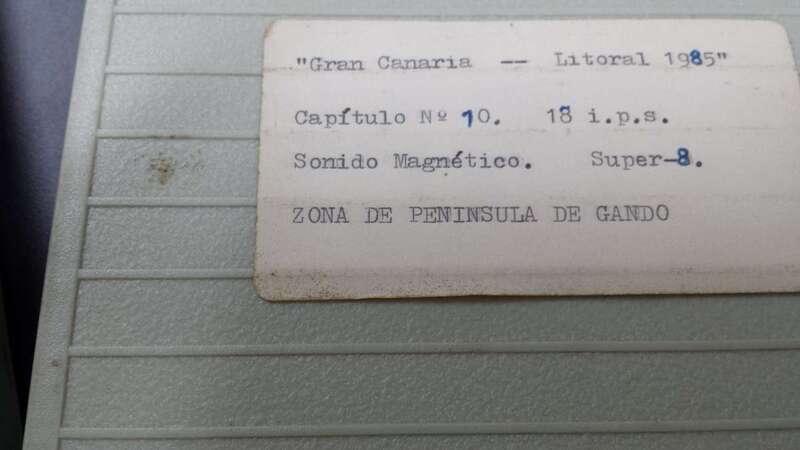 "Gran Canaria -- Litoral 1985"
Capítulo Nº 10. 18 i.p.s.
Sonido Magnético. Super-8.
ZONA DE PENINSULA DE GANDO